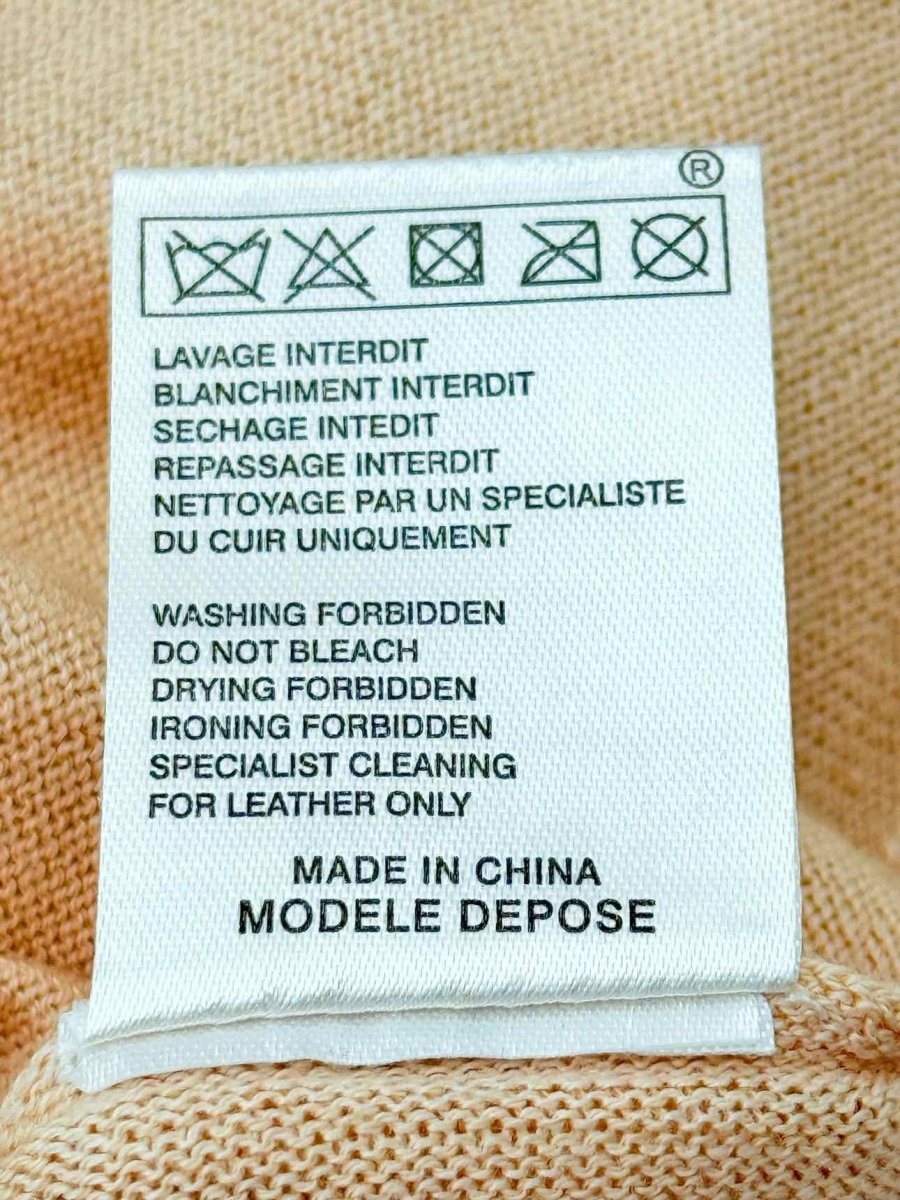 ®
LAVAGE INTERDIT
BLANCHIMENT INTERDIT
SECHAGE INTEDIT
REPASSAGE INTERDIT
NETTOYAGE PAR UN SPECIALISTE
DU CUIR UNIQUEMENT
WASHING FORBIDDEN
DO NOT BLEACH
DRYING FORBIDDEN
IRONING FORBIDDEN
SPECIALIST CLEANING
FOR LEATHER ONLY
MADE IN CHINA
MODELE DEPOSE